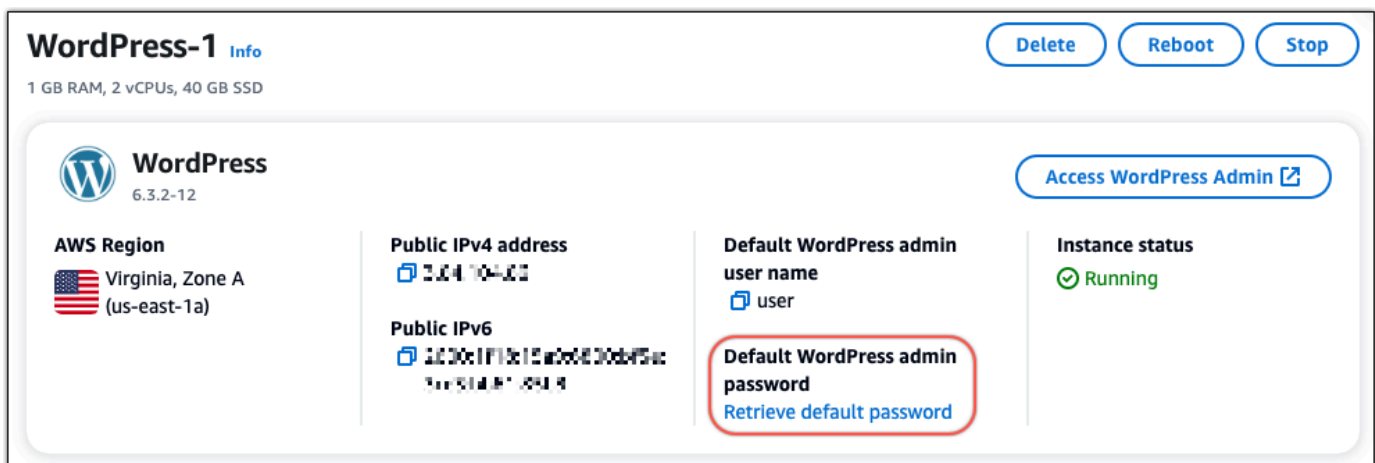 WordPress-1 Info
Delete
Reboot
Stop
1 GB RAM, 2 vCPUs, 40 GB SSD
WordPress
6.3.2-12
Access WordPress Admin
AWS Region
Virginia, Zone A
(us-east-1a)
Public IPv4 address
Public IPv6
Default WordPress admin
user name
user
Default WordPress admin
password
Retrieve default password
Instance status
Running